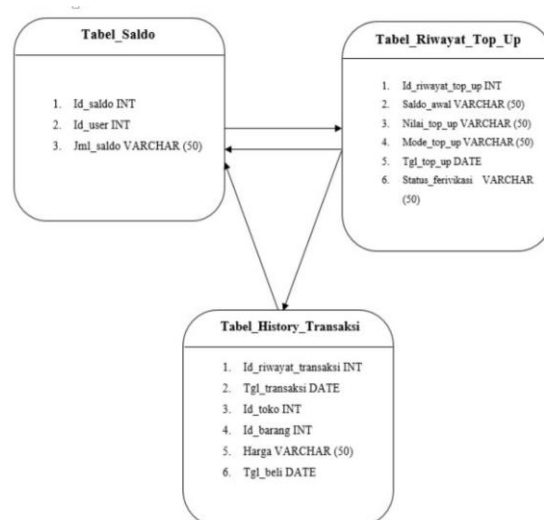 Tabel_Saldo
1. Id_saldo INT
2. Id_user INT
3. Jml_saldo VARCHAR (50)
Tabel_Riwayat_Top_Up
1. Id_riwayat_top_up INT
2. Saldo_awal VARCHAR (50)
3. Nilai_top_up VARCHAR (50)
4. Mode_top_up VARCHAR (50)
5. Tgl_top_up DATE
6. Status_ferivikasi VARCHAR
(50)
Tabel_History_Transaksi
1. Id_riwayat_transaksi INT
2. Tgl_transaksi DATE
3. Id_toko INT
4. Id_barang INT
5. Harga VARCHAR (50)
6. Tgl_beli DATE